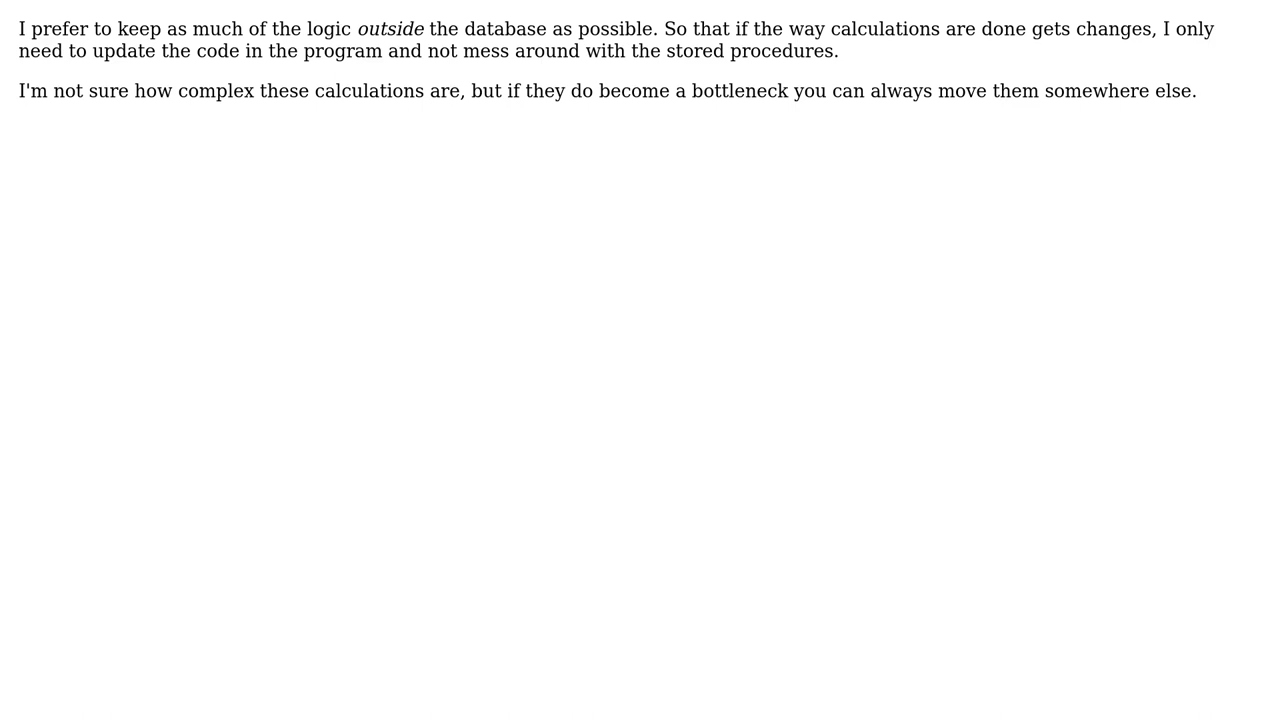 I prefer to keep as much of the logic outside the database as possible. So that if the way calculations are done gets changes, I only
need to update the code in the program and not mess around with the stored procedures.
I'm not sure how complex these calculations are, but if they do become a bottleneck you can always move them somewhere else.